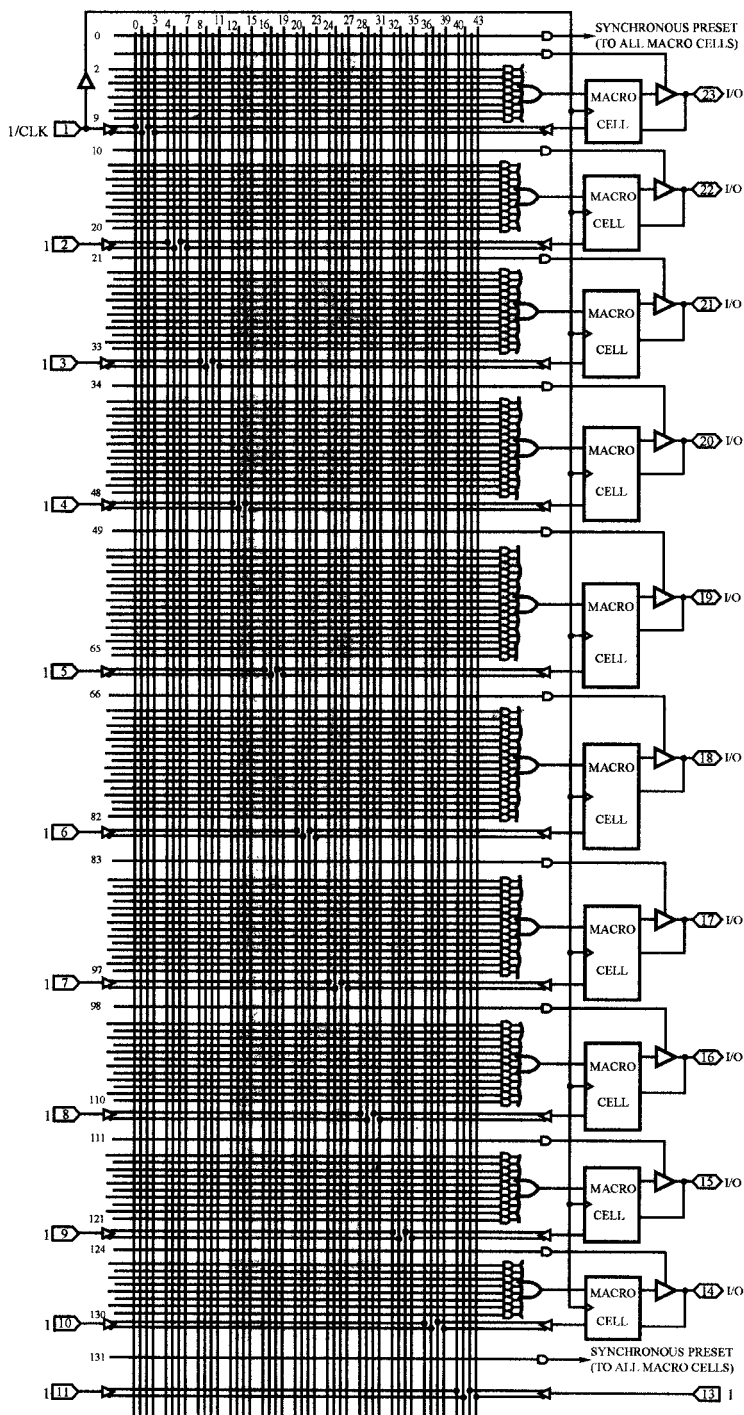 0 3 4 7 8 11 12 15 16 19 20 23 24 27 28 31 32 35 36 39 40 43
0 SYNCHRONOUS PRESET
(TO ALL MACRO CELLS)
2
MACRO 23 I/O
9
1/CLK 1 CELL
10
MACRO 22 I/O
20
1 2 CELL
21
MACRO 21 I/O
33
1 3 CELL
34
MACRO 20 I/O
48
1 4 CELL
49
MACRO 19 I/O
65
1 5 CELL
66
MACRO 18 I/O
82
1 6 CELL
83
MACRO 17 I/O
97
1 7 CELL
98
MACRO 16 I/O
110
1 8 CELL
111
MACRO 15 I/O
121
1 9 CELL
124
MACRO 14 I/O
130
1 10 CELL
131 SYNCHRONOUS PRESET
(TO ALL MACRO CELLS)
1 11 13 I